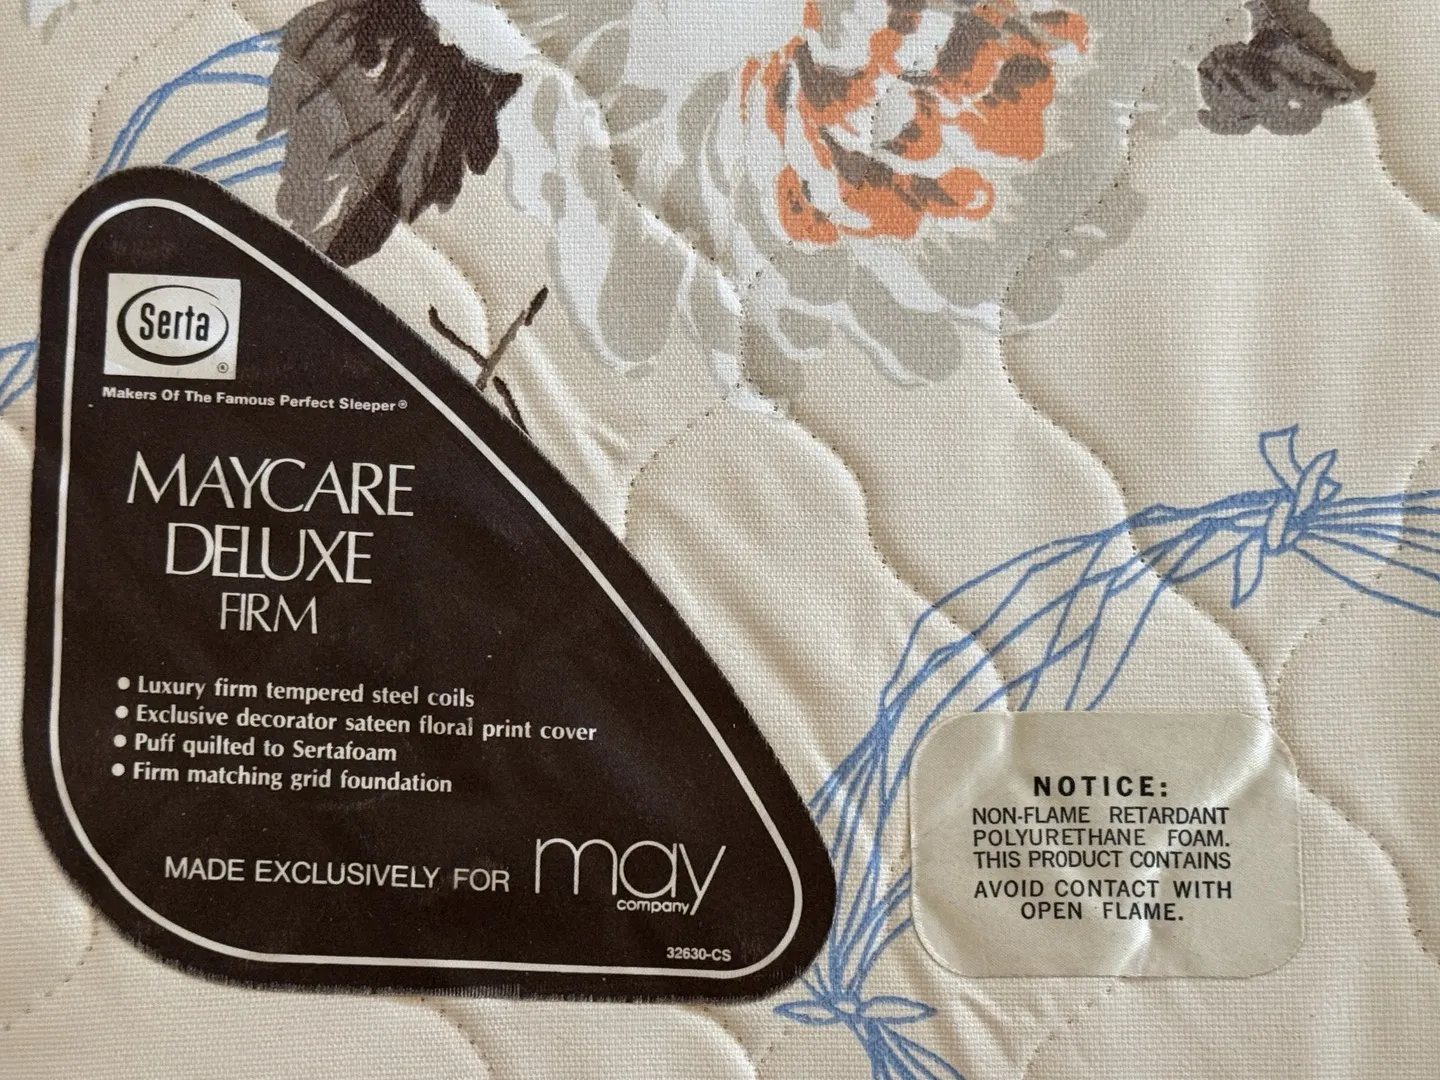 Serta®
Makers Of The Famous Perfect Sleeper®
MAYCARE
DELUXE
FIRM
• Luxury firm tempered steel coils
• Exclusive decorator sateen floral print cover
• Puff quilted to Sertafoam
• Firm matching grid foundation
MADE EXCLUSIVELY FOR may
company
32630-CS
NOTICE:
NON-FLAME RETARDANT
POLYURETHANE FOAM.
THIS PRODUCT CONTAINS
AVOID CONTACT WITH
OPEN FLAME.